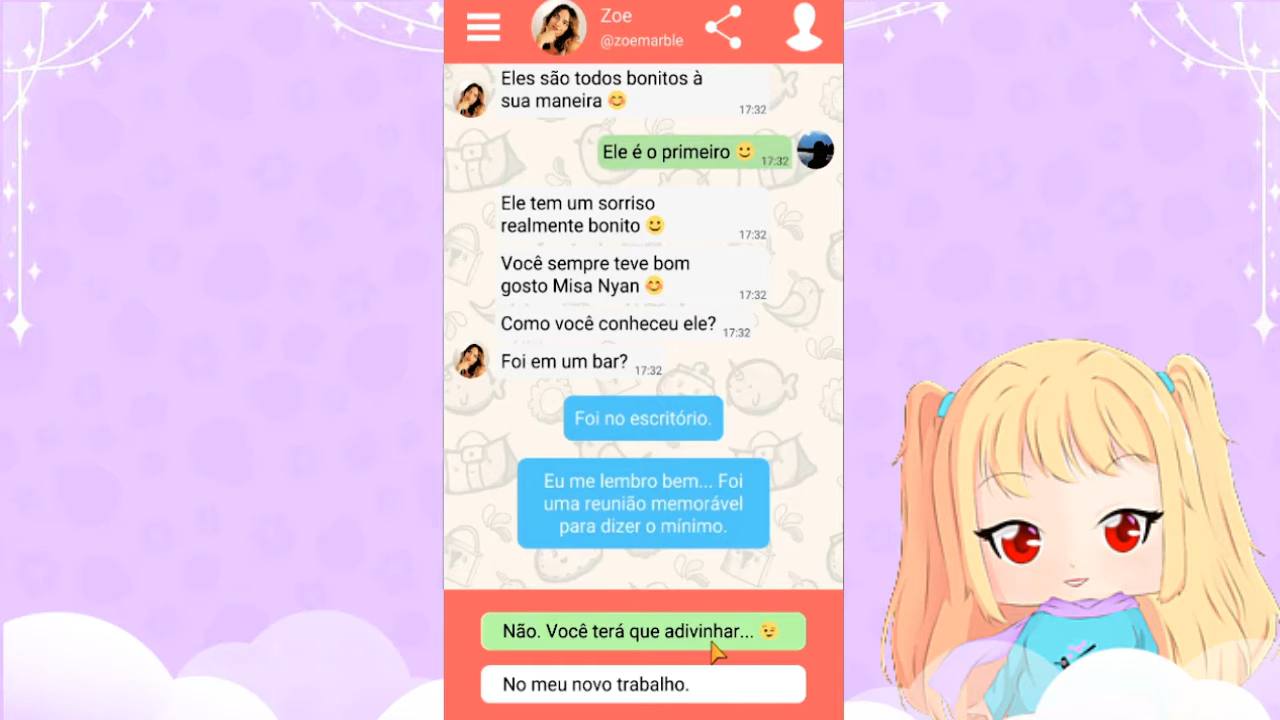 Zoe
@zoemarble
Eles são todos bonitos à
sua maneira 😊
17:32
Ele é o primeiro 🙂
17:32
Ele tem um sorriso
realmente bonito 🙂
17:32
Você sempre teve bom
gosto Misa Nyan 😊
17:32
Como você conheceu ele?
17:32
Foi em um bar?
17:32
Foi no escritório.
Eu me lembro bem... Foi
uma reunião memorável
para dizer o mínimo.
Não. Você terá que adivinhar... 😉
No meu novo trabalho.